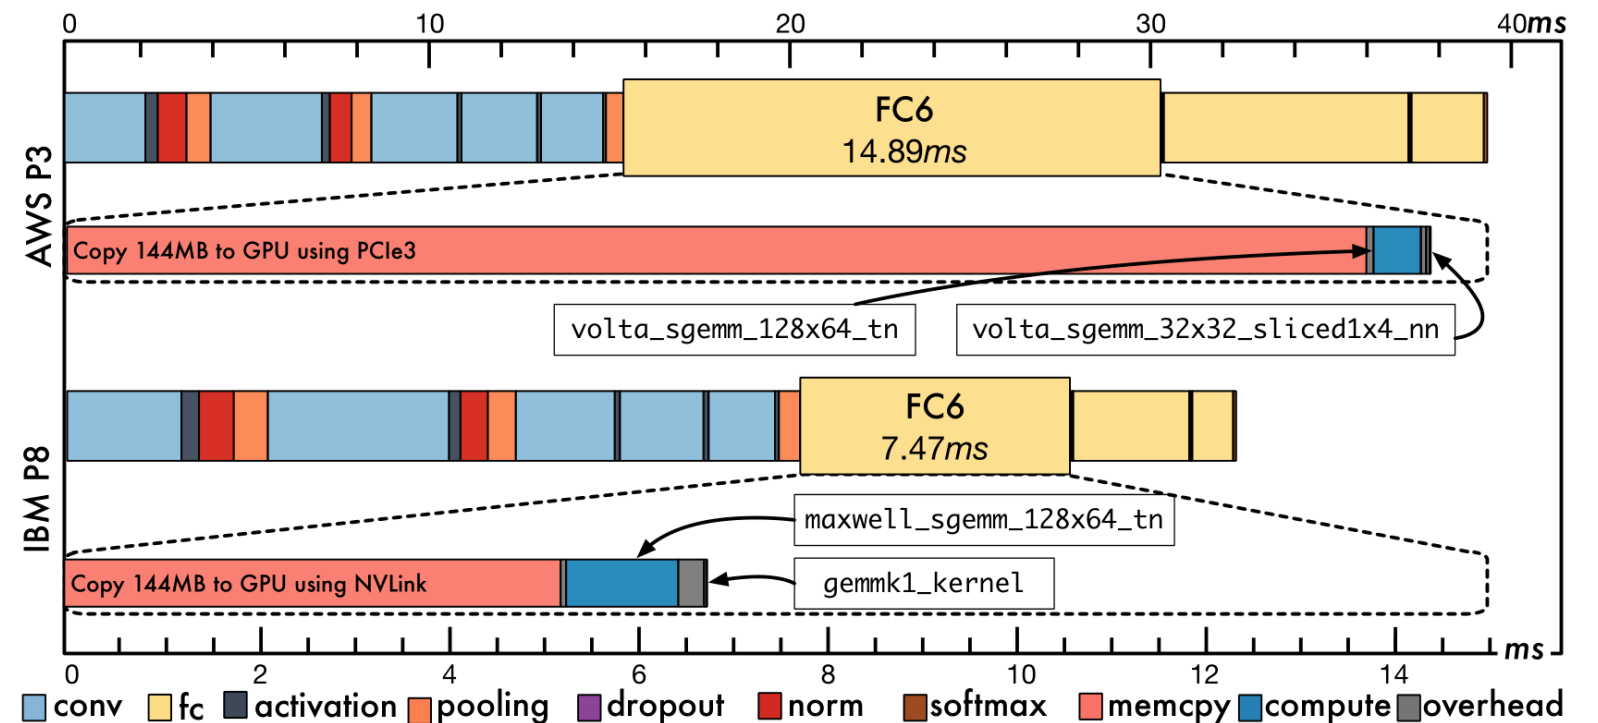 0 10 20 30 40ms
AWS P3
FC6
14.89ms
Copy 144MB to GPU using PCIe3
volta_sgemm_128x64_tn
volta_sgemm_32x32_sliced1x4_nn
IBM P8
FC6
7.47ms
maxwell_sgemm_128x64_tn
Copy 144MB to GPU using NVLink
gemmk1_kernel
0 2 4 6 8 10 12 14 ms
conv fc activation pooling dropout norm softmax memcpy compute overhead